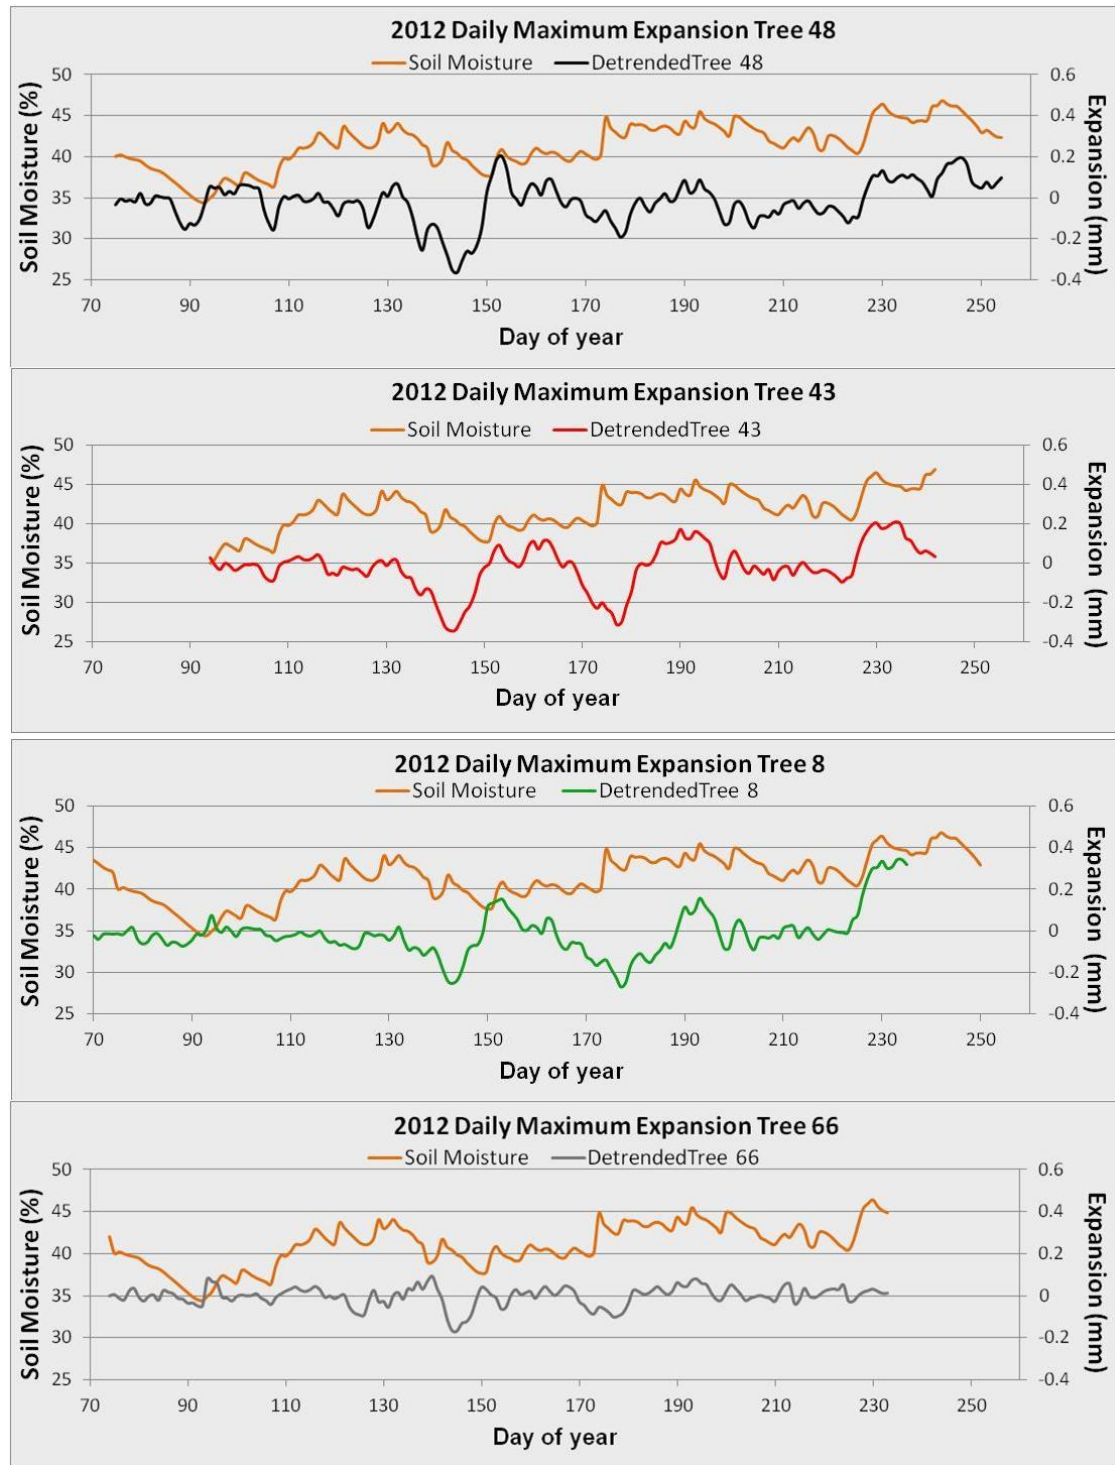 2012 Daily Maximum Expansion Tree 48
Soil Moisture DetrendedTree 48
Soil Moisture (%)
50
45
40
35
30
25
0.6
0.4
0.2
0
-0.2
-0.4
Expansion (mm)
70 90 110 130 150 170 190 210 230 250
Day of year
2012 Daily Maximum Expansion Tree 43
Soil Moisture DetrendedTree 43
Soil Moisture (%)
50
45
40
35
30
25
0.6
0.4
0.2
0
-0.2
-0.4
Expansion (mm)
70 90 110 130 150 170 190 210 230 250
Day of year
2012 Daily Maximum Expansion Tree 8
Soil Moisture DetrendedTree 8
Soil Moisture (%)
50
45
40
35
30
25
0.6
0.4
0.2
0
-0.2
-0.4
Expansion (mm)
70 90 110 130 150 170 190 210 230 250
Day of year
2012 Daily Maximum Expansion Tree 66
Soil Moisture DetrendedTree 66
Soil Moisture (%)
50
45
40
35
30
25
0.6
0.4
0.2
0
-0.2
-0.4
Expansion (mm)
70 90 110 130 150 170 190 210 230 250
Day of year